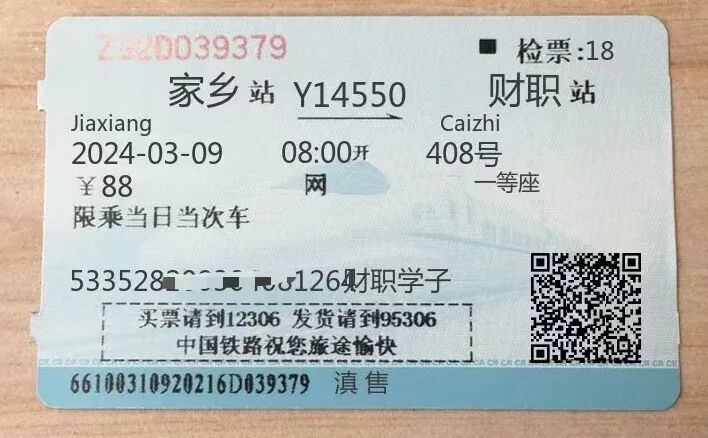 Z32D039379
检票:18
家乡站 Y14550 财职站
Jiaxiang Caizhi
2024-03-09 08:00开 408号
¥88 网 一等座
限乘当日当次车
财职学子
买票请到12306 发货请到95306
中国铁路祝您旅途愉快
66100310920216D039379 滇售